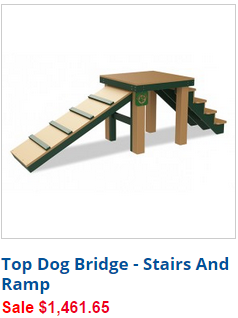 Top Dog Bridge - Stairs And
Ramp
Sale $1,461.65